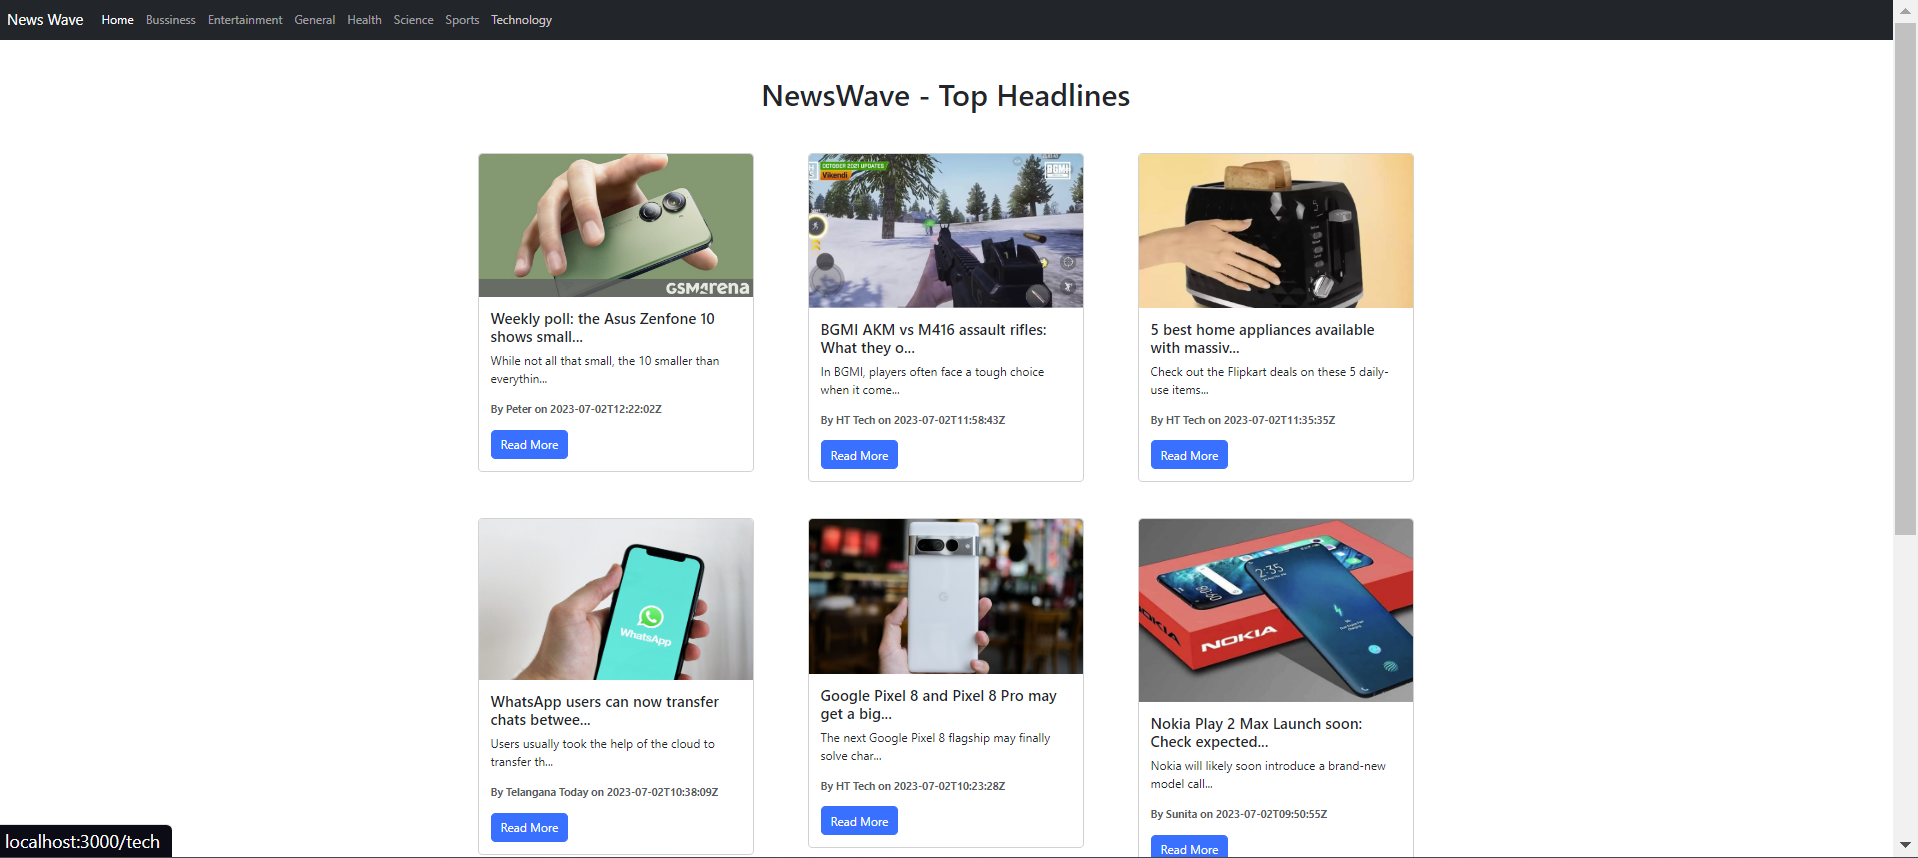 News Wave Home Bussiness Entertainment General Health Science Sports Technology
NewsWave - Top Headlines
GSMArena
Weekly poll: the Asus Zenfone 10
shows small...
While not all that small, the 10 smaller than
everythin...
By Peter on 2023-07-02T12:22:02Z
Read More
OCTOBER 2021 UPDATES
Vikendi
BGMI
BGMI AKM vs M416 assault rifles:
What they o...
In BGMI, players often face a tough choice
when it come...
By HT Tech on 2023-07-02T11:58:43Z
Read More
5 best home appliances available
with massiv...
Check out the Flipkart deals on these 5 daily-
use items...
By HT Tech on 2023-07-02T11:35:35Z
Read More
WhatsApp
WhatsApp users can now transfer
chats betwee...
Users usually took the help of the cloud to
transfer th...
By Telangana Today on 2023-07-02T10:38:09Z
Read More
G
Google Pixel 8 and Pixel 8 Pro may
get a big...
The next Google Pixel 8 flagship may finally
solve char...
By HT Tech on 2023-07-02T10:23:28Z
Read More
2:35
NOKIA
Nokia Play 2 Max Launch soon:
Check expected...
Nokia will likely soon introduce a brand-new
model call...
By Sunita on 2023-07-02T09:50:55Z
Read More
localhost:3000/tech